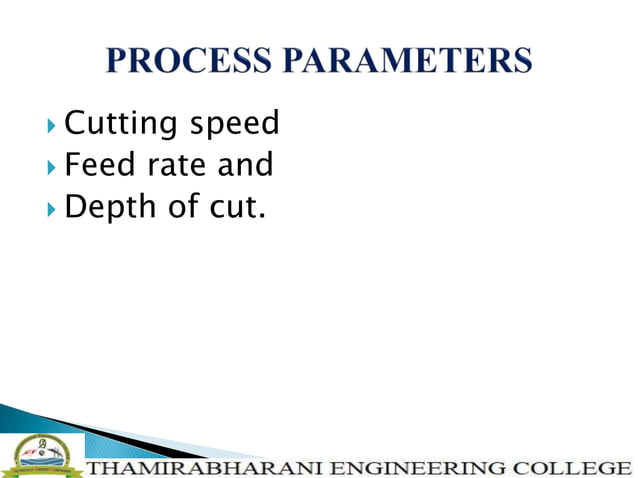 PROCESS PARAMETERS
Cutting speed
Feed rate and
Depth of cut.
THAMIRABHARANI ENGINEERING COLLEGE